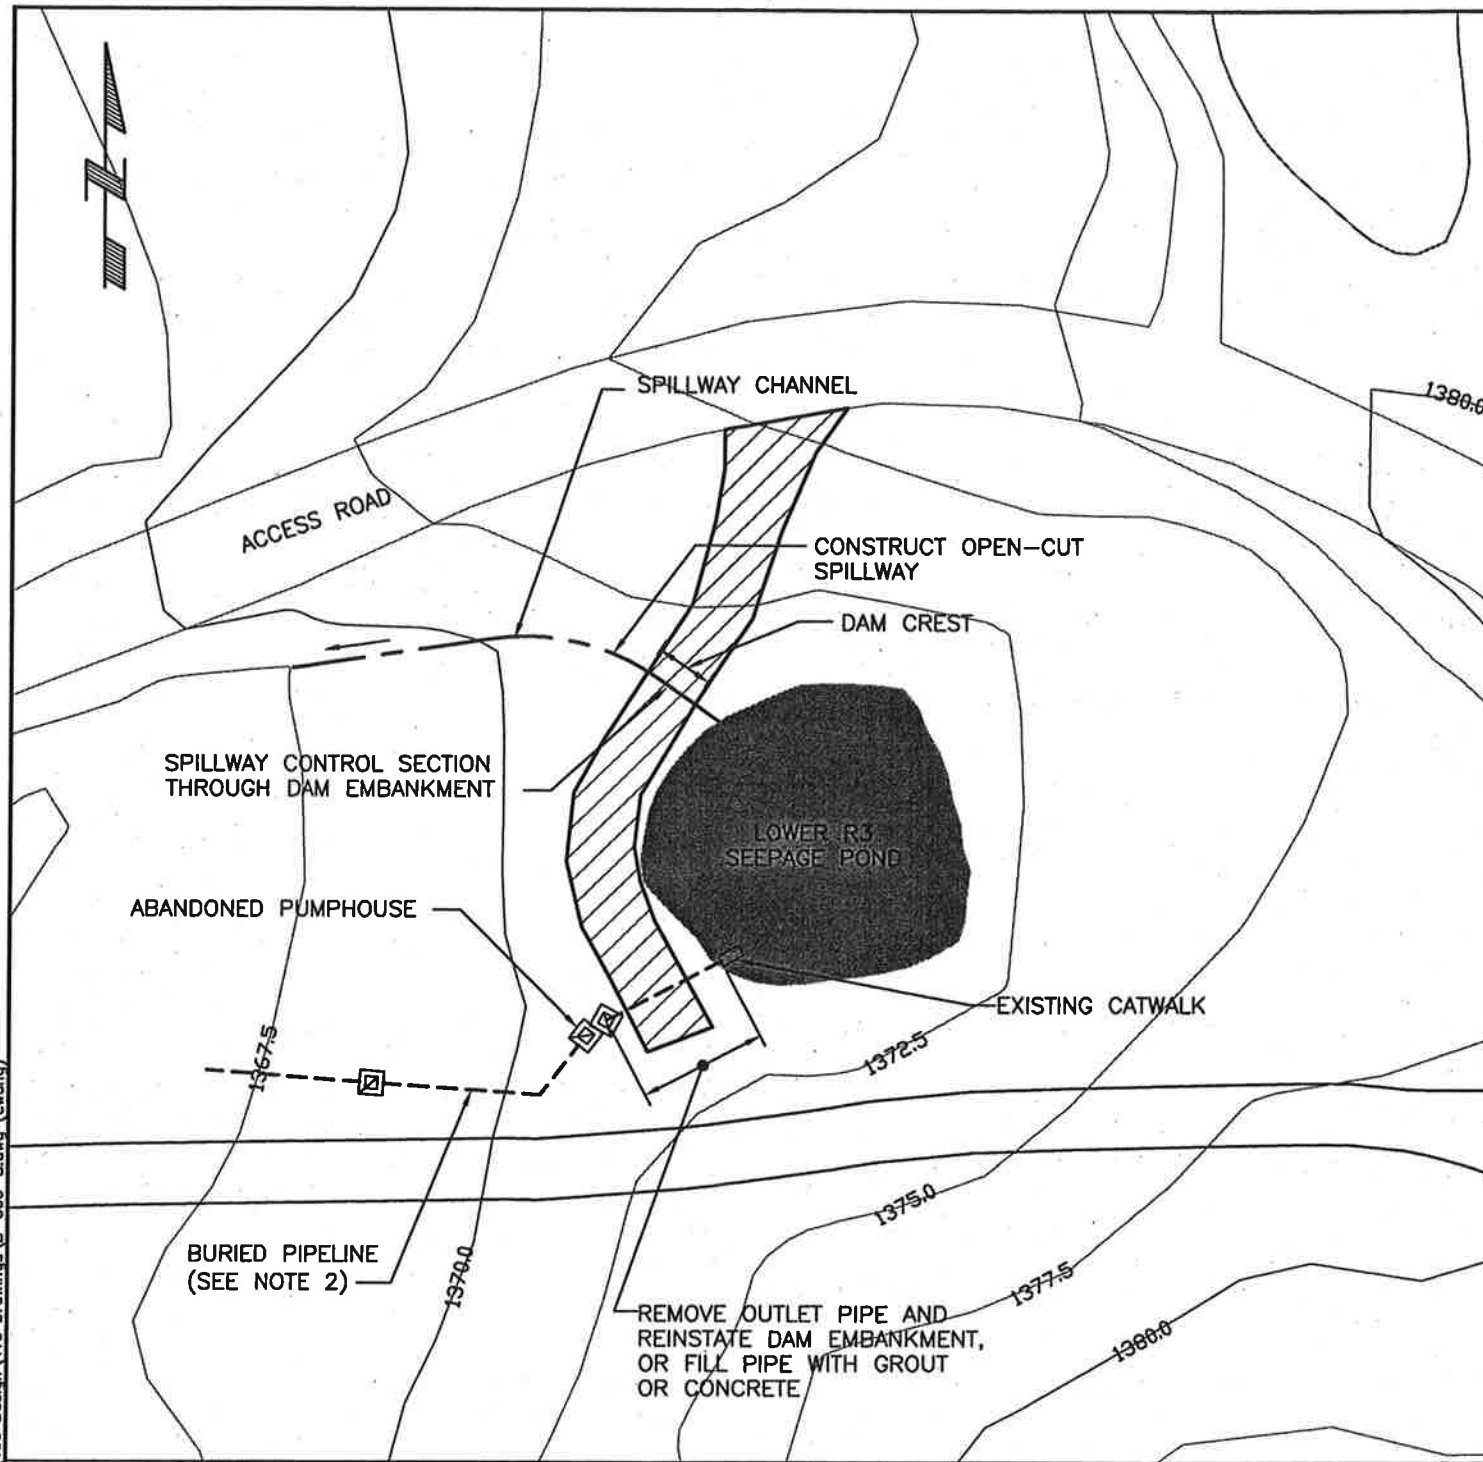 1380.0
SPILLWAY CHANNEL
ACCESS ROAD
CONSTRUCT OPEN-CUT
SPILLWAY
DAM CREST
SPILLWAY CONTROL SECTION
THROUGH DAM EMBANKMENT
LOWER R3
SEEPAGE POND
ABANDONED PUMPHOUSE
EXISTING CATWALK
1367.5
1372.5
1375.0
BURIED PIPELINE
(SEE NOTE 2)
1370.0
1377.5
REMOVE OUTLET PIPE AND
REINSTATE DAM EMBANKMENT,
OR FILL PIPE WITH GROUT
OR CONCRETE
1380.0